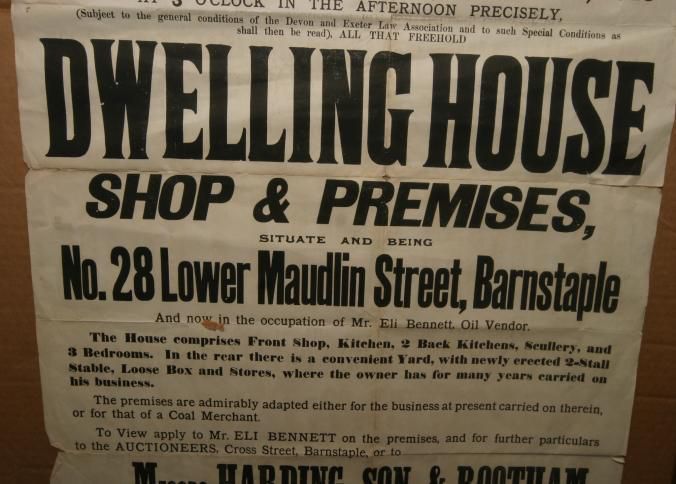 AT 3 O'CLOCK IN THE AFTERNOON PRECISELY,
(Subject to the general conditions of the Devon and Exeter Law Association and to such Special Conditions as
shall then be read), ALL THAT FREEHOLD
DWELLING HOUSE
SHOP & PREMISES,
SITUATE AND BEING
No. 28 Lower Maudlin Street, Barnstaple
And now in the occupation of Mr. Eli Bennett, Oil Vendor.
The House comprises Front Shop, Kitchen, 2 Back Kitchens, Scullery, and
3 Bedrooms. In the rear there is a convenient Yard, with newly erected 2-Stall
Stable, Loose Box and Stores, where the owner has for many years carried on
his business.
The premises are admirably adapted either for the business at present carried on therein,
or for that of a Coal Merchant.
To View apply to Mr. ELI BENNETT on the premises, and for further particulars
to the AUCTIONEERS, Cross Street, Barnstaple, or to
Messrs HARDING, SON, & ROOTHAM